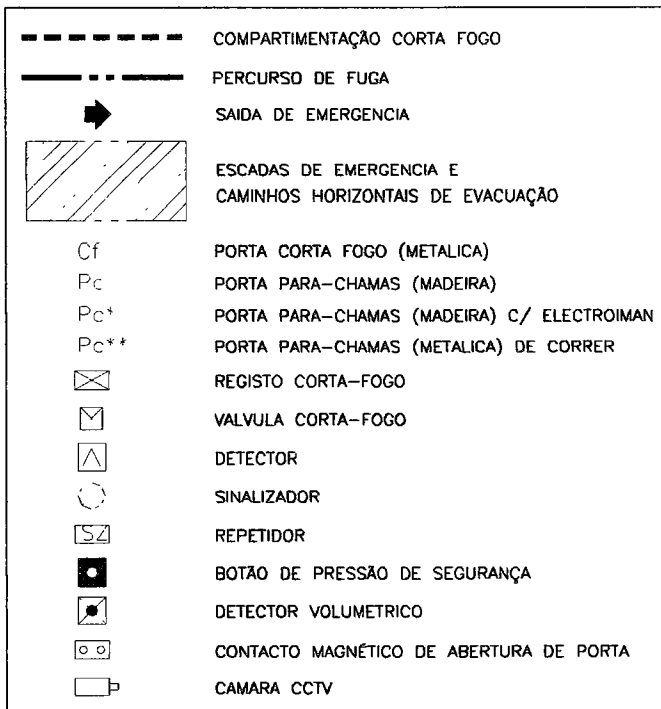 COMPARTIMENTAÇÃO CORTA FOGO
PERCURSO DE FUGA
SAIDA DE EMERGENCIA
ESCADAS DE EMERGENCIA E
CAMINHOS HORIZONTAIS DE EVACUAÇÃO
Cf PORTA CORTA FOGO (METALICA)
Pc PORTA PARA-CHAMAS (MADEIRA)
Pc* PORTA PARA-CHAMAS (MADEIRA) C/ ELECTROIMAN
Pc** PORTA PARA-CHAMAS (METALICA) DE CORRER
REGISTO CORTA-FOGO
VALVULA CORTA-FOGO
DETECTOR
SINALIZADOR
SZ REPETIDOR
BOTÃO DE PRESSÃO DE SEGURANÇA
DETECTOR VOLUMETRICO
CONTACTO MAGNÉTICO DE ABERTURA DE PORTA
CAMARA CCTV